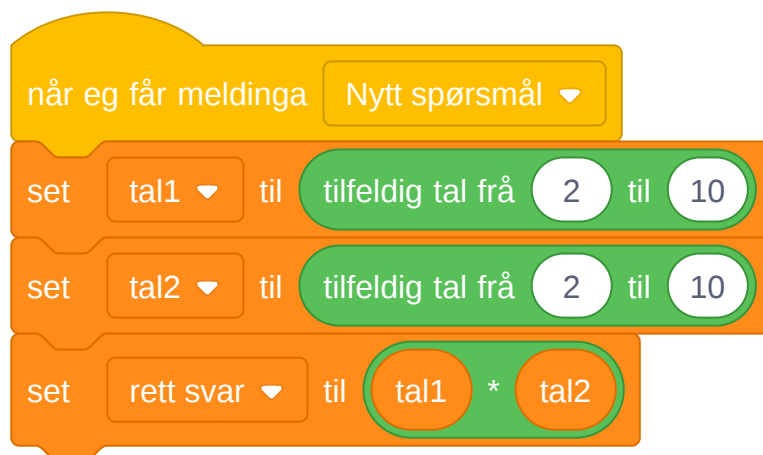 når eg får meldinga Nytt spørsmål
set tal1 til tilfeldig tal frå 2 til 10
set tal2 til tilfeldig tal frå 2 til 10
set rett svar til tal1 * tal2